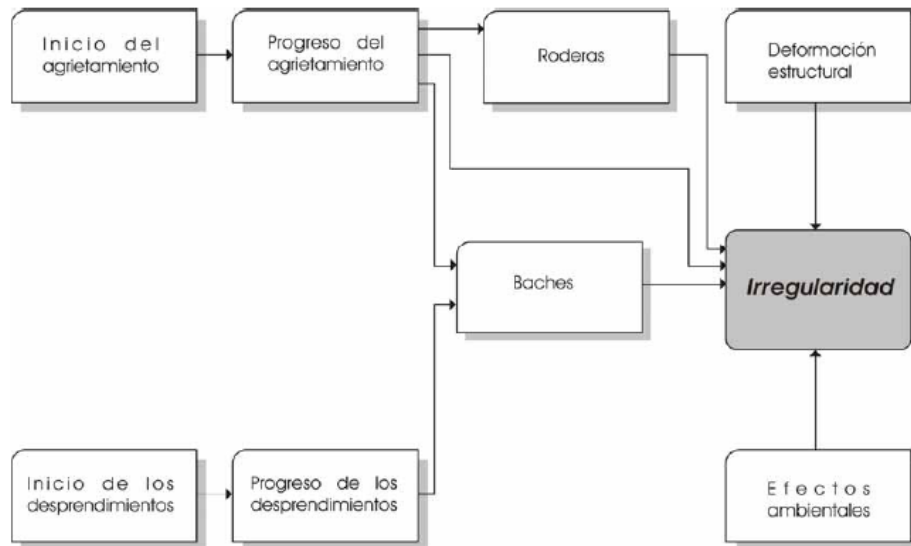 Inicio del
agrietamiento
Progreso del
agrietamiento
Roderas
Deformación
estructural
Baches
Irregularidad
Inicio de los
desprendimientos
Progreso de los
desprendimientos
Efectos
ambientales